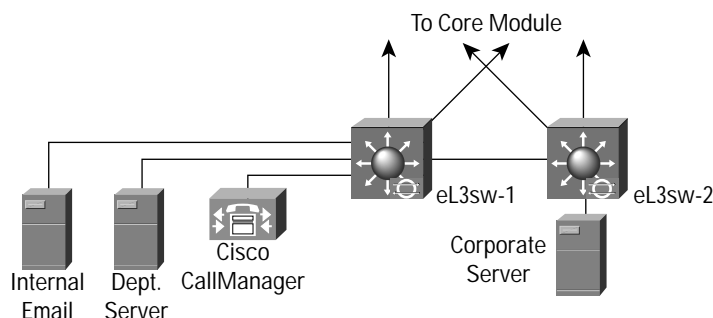 To Core Module
eL3sw-1
eL3sw-2
Internal
Email
Dept.
Server
Cisco
CallManager
Corporate
Server